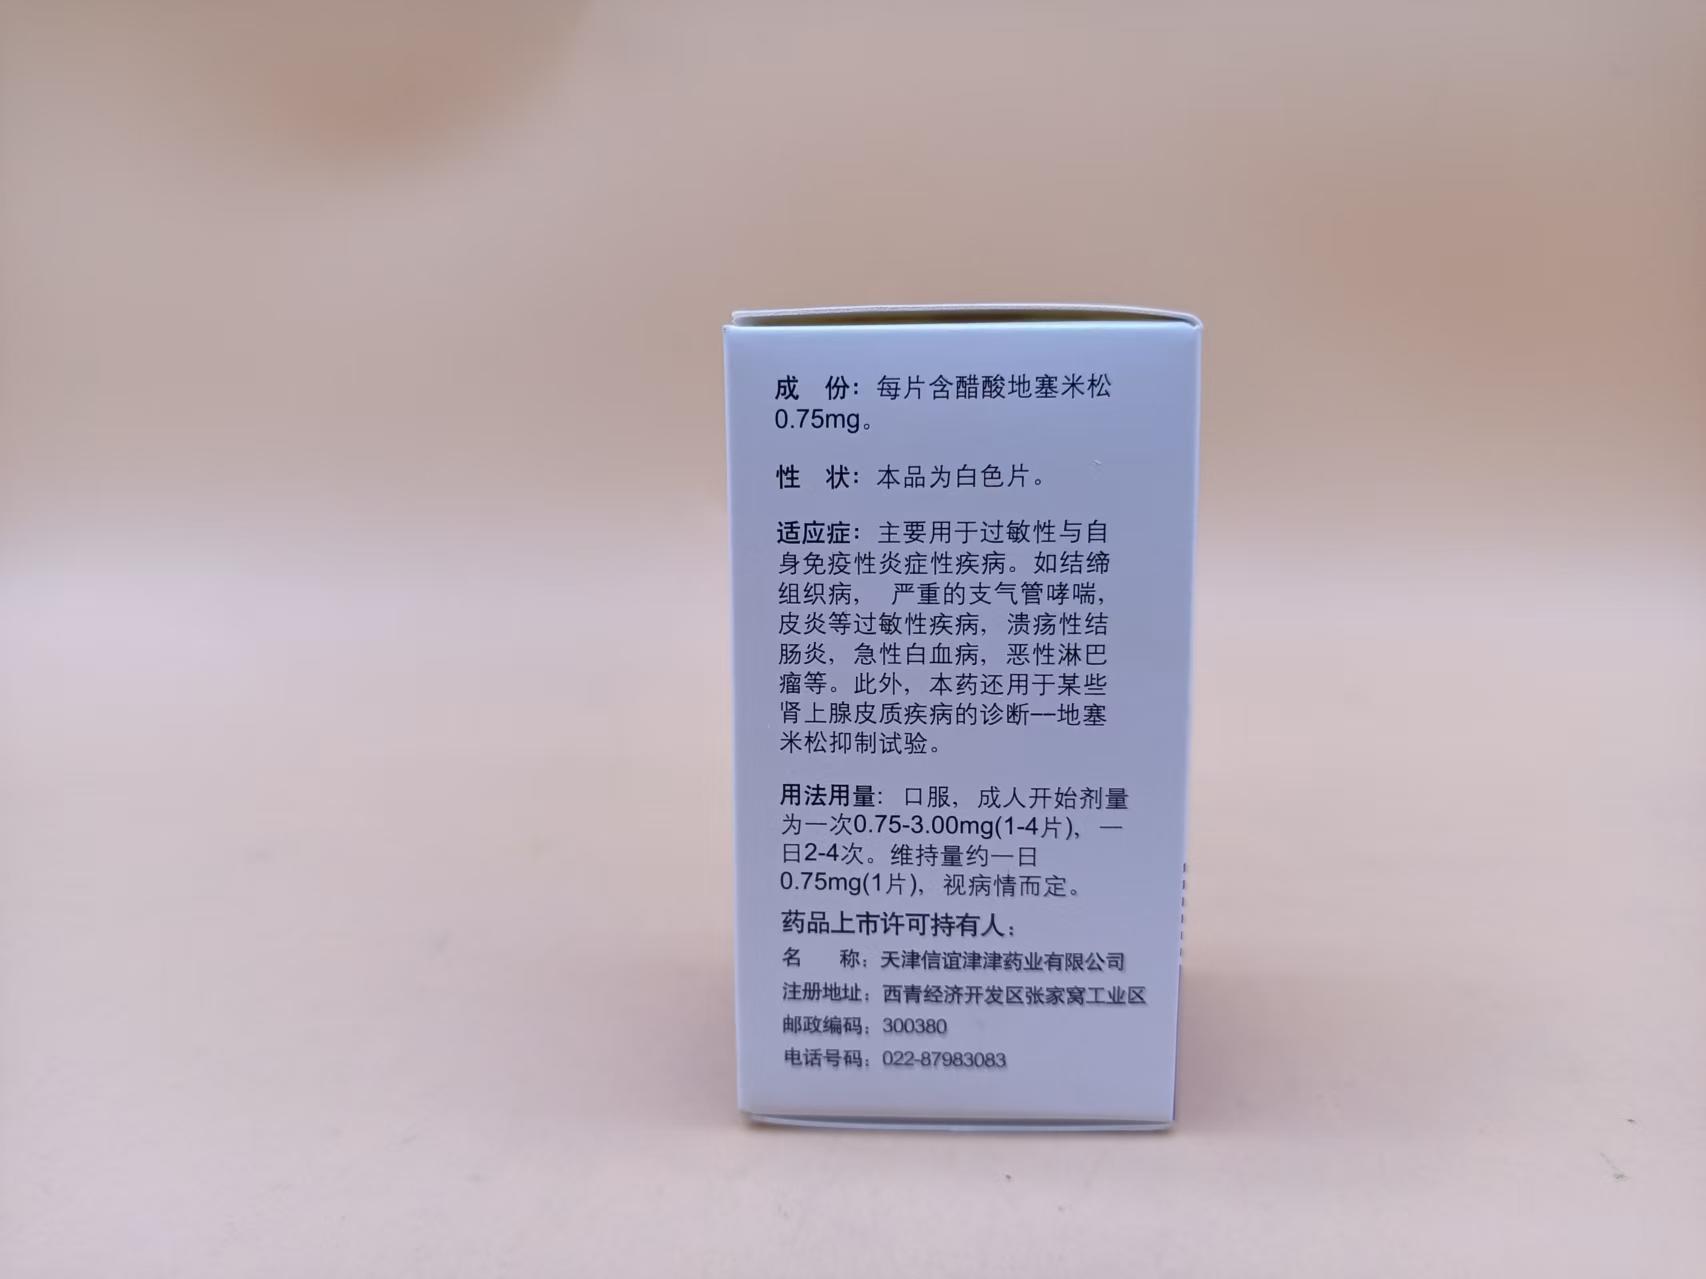 成　份：每片含醋酸地塞米松
0.75mg。
性　状：本品为白色片。
适应症：主要用于过敏性与自
身免疫性炎症性疾病。如结缔
组织病，　严重的支气管哮喘，
皮炎等过敏性疾病，溃疡性结
肠炎，急性白血病，恶性淋巴
瘤等。此外，本药还用于某些
肾上腺皮质疾病的诊断—地塞
米松抑制试验。
用法用量：口服，成人开始剂量
为一次0.75-3.00mg(1-4片)，一
日2-4次。维持量约一日
0.75mg(1片)，视病情而定。
药品上市许可持有人：
名　称：天津信谊津津药业有限公司
注册地址：西青经济开发区张家窝工业区
邮政编码：300380
电话号码：022-87983083